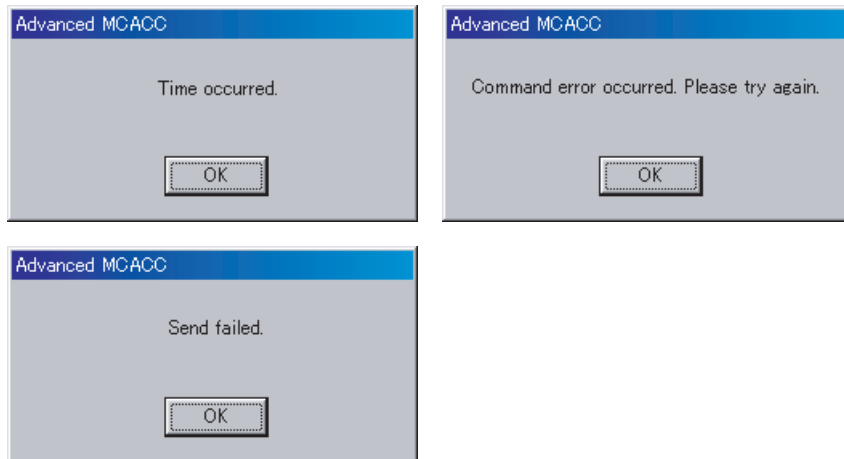 Advanced MCACC
Time occurred.
OK
Advanced MCACC
Command error occurred. Please try again.
OK
Advanced MCACC
Send failed.
OK